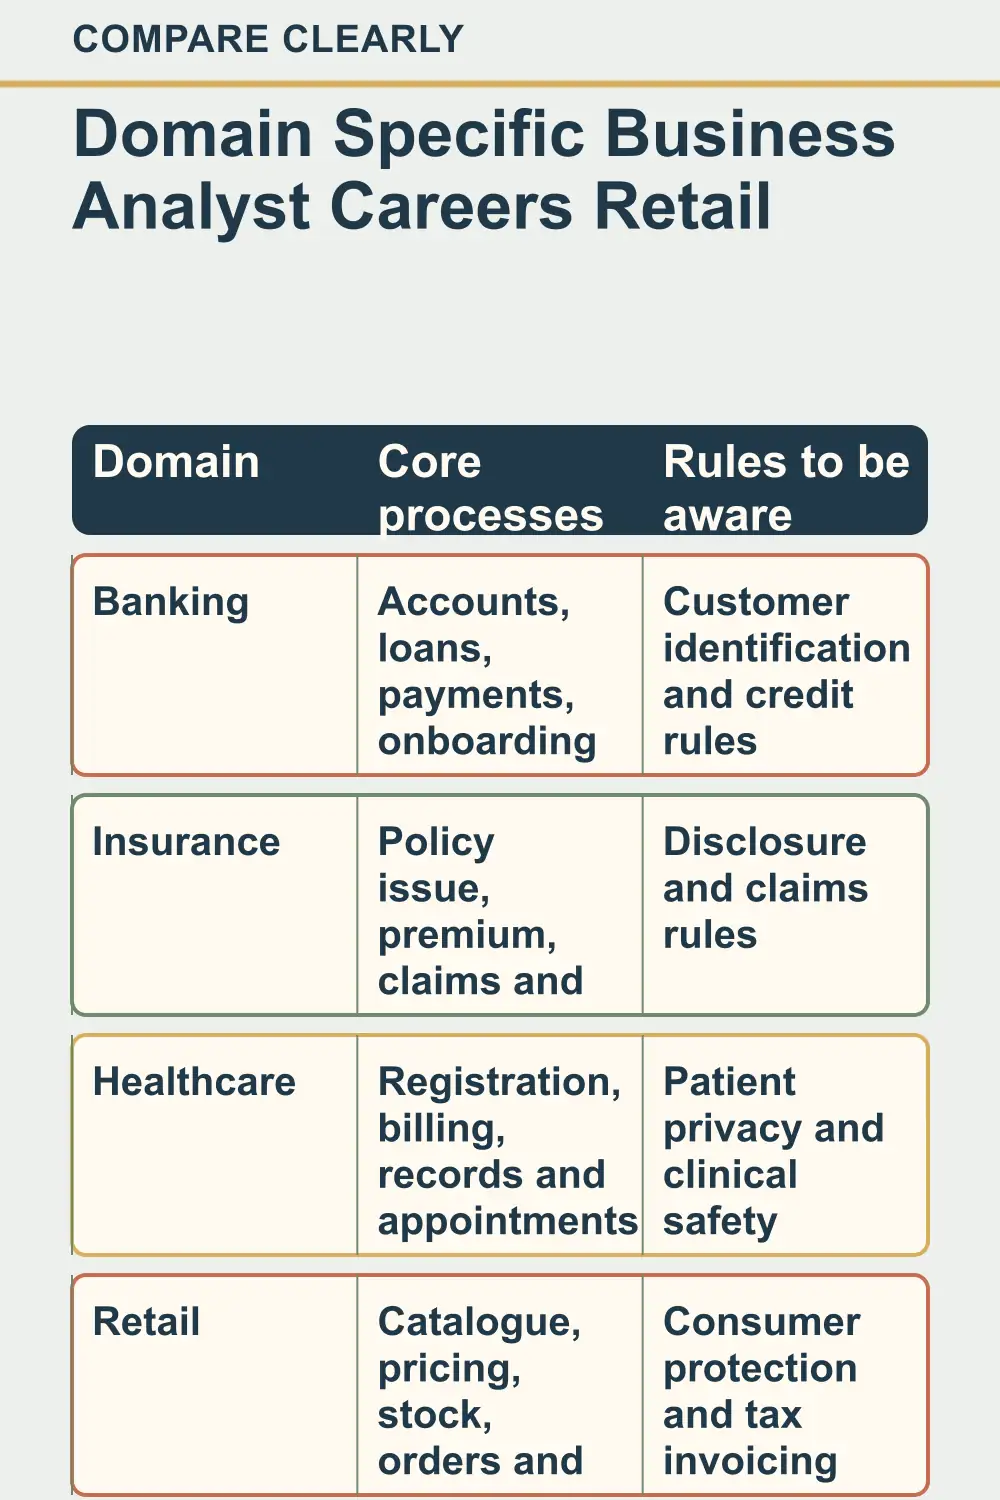 COMPARE CLEARLY
Domain Specific Business
Analyst Careers Retail
Domain
Core
processes
Rules to be
aware
Banking
Accounts,
loans,
payments,
onboarding
Customer
identification
and credit
rules
Insurance
Policy
issue,
premium,
claims and
Disclosure
and claims
rules
Healthcare
Registration,
billing,
records and
appointments
Patient
privacy and
clinical
safety
Retail
Catalogue,
pricing,
stock,
orders and
Consumer
protection
and tax
invoicing